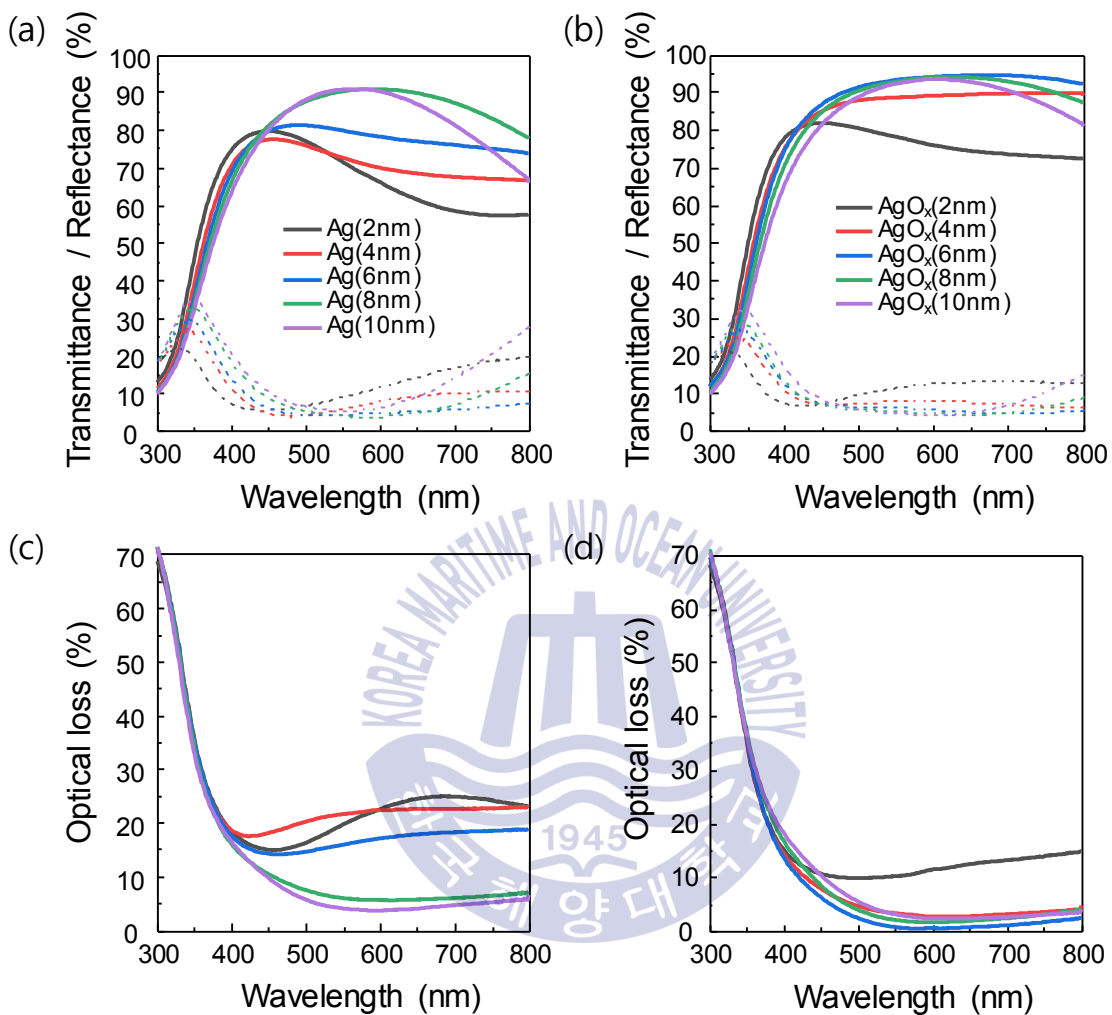 (a)
Transmittance / Reflectance (%)
100
90
80
70
60
50
40
30
20
10
0
300 400 500 600 700 800
Wavelength (nm)
Ag(2nm)
Ag(4nm)
Ag(6nm)
Ag(8nm)
Ag(10nm)
(b)
Transmittance / Reflectance (%)
100
90
80
70
60
50
40
30
20
10
0
300 400 500 600 700 800
Wavelength (nm)
AgOₓ(2nm)
AgOₓ(4nm)
AgOₓ(6nm)
AgOₓ(8nm)
AgOₓ(10nm)
(c)
Optical loss (%)
70
60
50
40
30
20
10
0
300 400 500 600 700 800
Wavelength (nm)
(d)
Optical loss (%)
70
60
50
40
30
20
10
0
300 400 500 600 700 800
Wavelength (nm)
KOREA MARITIME AND OCEAN UNIVERSITY
1945
해양대학교